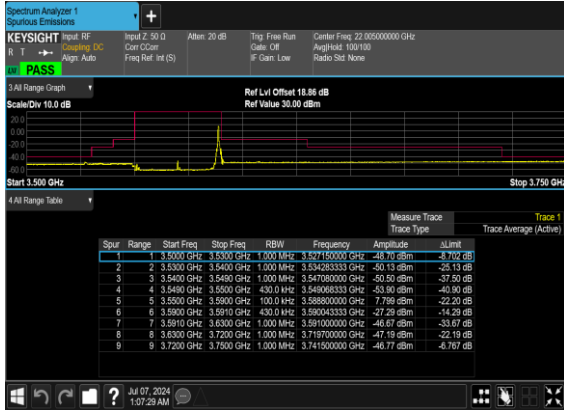 Spectrum Analyzer 1
Spurious Emissions
+
KEYSIGHT Input: RF Input Z: 50 Ω Atten: 20 dB Trig: Free Run Center Freq: 22.005000000 GHz
R T Coupling: DC Corr CCorr Gate: Off Avg|Hold: 100/100
Align: Auto Freq Ref: Int (S) IF Gain: Low Radio Std: None
LXI PASS
3 All Range Graph
Ref Lvl Offset 18.86 dB
Scale/Div 10.0 dB Ref Value 30.00 dBm
20.0
0.00
-20.0
-40.0
-60.0
Start 3.500 GHz Stop 3.750 GHz
4 All Range Table
Measure Trace Trace 1
Trace Type Trace Average (Active)
Spur Range Start Freq Stop Freq RBW Frequency Amplitude ΔLimit
1 1 3.5000 GHz 3.5300 GHz 1.000 MHz 3.527150000 GHz -48.70 dBm -8.702 dB
2 2 3.5300 GHz 3.5400 GHz 1.000 MHz 3.534283333 GHz -50.13 dBm -25.13 dB
3 3 3.5400 GHz 3.5490 GHz 1.000 MHz 3.547080000 GHz -50.50 dBm -37.50 dB
4 4 3.5490 GHz 3.5500 GHz 430.0 kHz 3.549068333 GHz -53.90 dBm -40.90 dB
5 5 3.5500 GHz 3.5900 GHz 100.0 kHz 3.588800000 GHz 7.799 dBm -22.20 dB
6 6 3.5900 GHz 3.5910 GHz 430.0 kHz 3.590043333 GHz -27.29 dBm -14.29 dB
7 7 3.5910 GHz 3.6300 GHz 1.000 MHz 3.591000000 GHz -46.67 dBm -33.67 dB
8 8 3.6300 GHz 3.7200 GHz 1.000 MHz 3.719700000 GHz -47.19 dBm -22.19 dB
9 9 3.7200 GHz 3.7500 GHz 1.000 MHz 3.741500000 GHz -46.77 dBm -6.767 dB
? Jul 07, 2024
1:07:29 AM